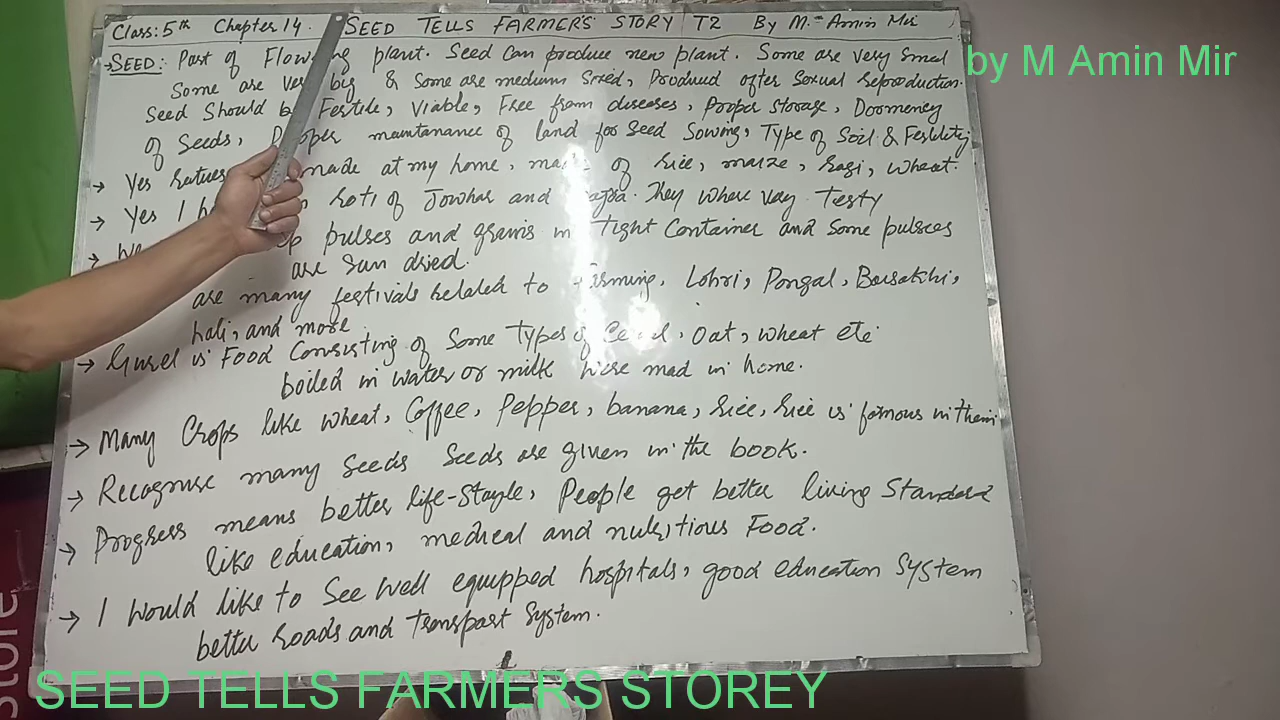 Class: 5th Chapter 14. SEED TELLS FARMER'S STORY T2 By M. Amin Mir
by M Amin Mir
→SEED: Part of plant. Seed can produce new plant. Some are very small
Some are big & Some are medium Sized, Produced after Sexual reproduction.
Seed Should Fertile, Viable, Free from diseases, Proper storage, Doormency
of Seeds, maintanance of land for Seed Sowing, Type of Soil & Fertility
→ Yes made at my home, made of rice, maize, ragi, wheat.
→ Yes I roti of Jowhar and They where very Testy
→ pulses and grains in Tight Container and Some pulses
are Sun dried.
are many festivals related to Farming, Lohri, Pongal, Baisakhi,
holi, and more.
→ is Food Consisting of Some Types of Cereal, Oat, wheat etc
boiled in water or milk were mad in home.
→ Many Crops like wheat, Coffee, Pepper, banana, rice, rice is famous in them
→ Recognise many Seeds Seeds are given in the book.
→ Progress means better life-Style, People get better living Standard
like education, medical and nutritious Food.
→ I would like to See well equipped hospitals, good education System
better roads and transport System.
store
SEED TELLS FARMERS STOREY